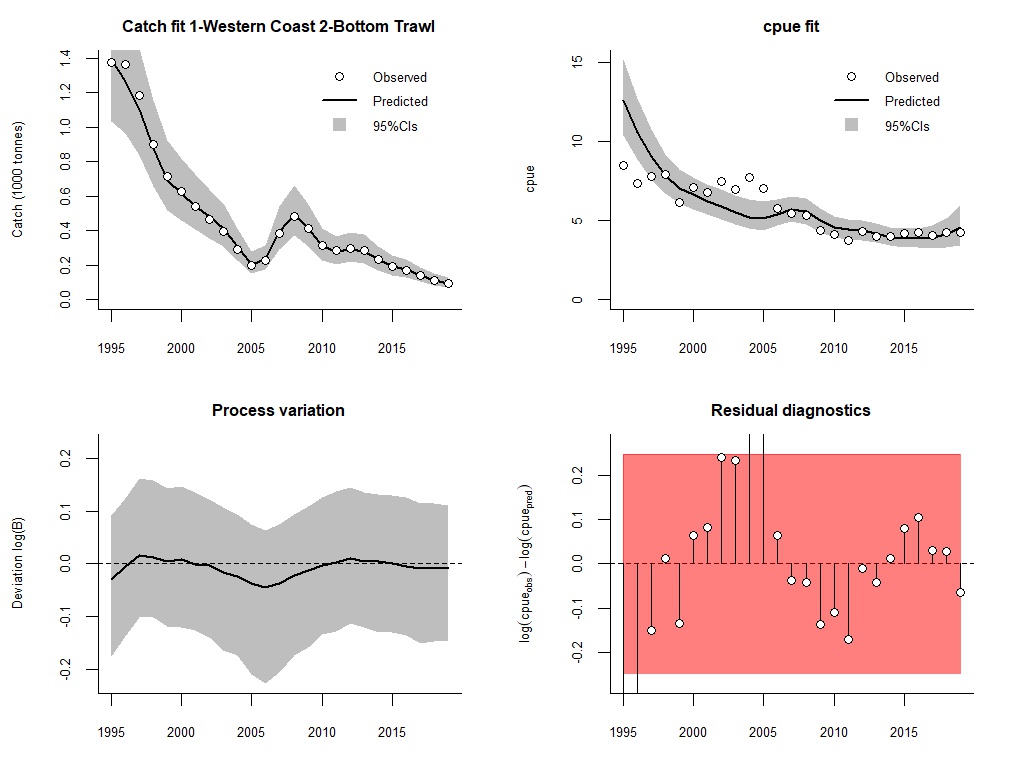 Catch fit 1-Western Coast 2-Bottom Trawl
Catch (1000 tonnes)
0.0 0.2 0.4 0.6 0.8 1.0 1.2 1.4
Observed
Predicted
95%CIs
1995 2000 2005 2010 2015
cpue fit
cpue
0 5 10 15
Observed
Predicted
95%CIs
1995 2000 2005 2010 2015
Process variation
Deviation log(B)
-0.2 -0.1 0.0 0.1 0.2
1995 2000 2005 2010 2015
Residual diagnostics
log(cpue_obs) − log(cpue_pred)
-0.2 -0.1 0.0 0.1 0.2
1995 2000 2005 2010 2015